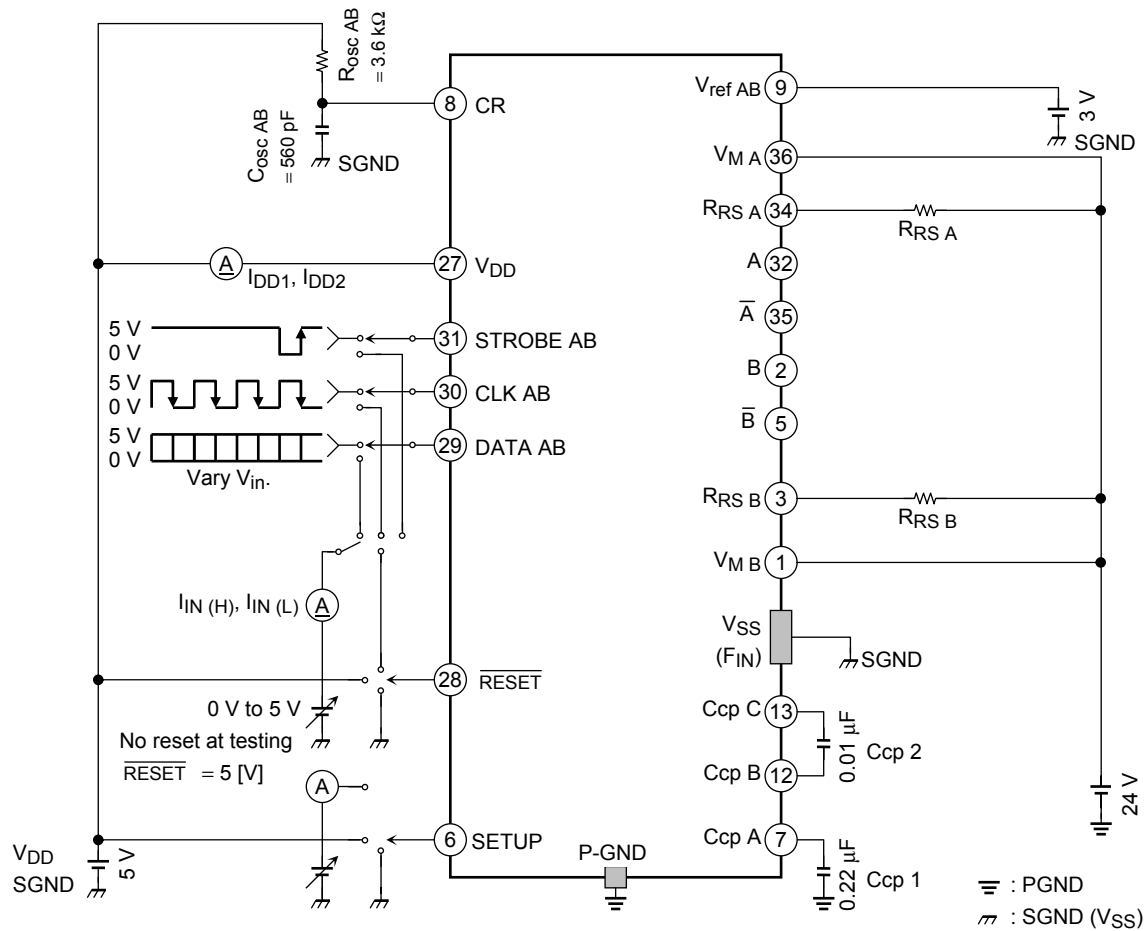 Rosc AB
= 3.6 kΩ
Cosc AB
= 560 pF
SGND
8 CR
I_DD1, I_DD2
27 V_DD
5 V
0 V
31 STROBE AB
5 V
0 V
30 CLK AB
5 V
0 V
29 DATA AB
Vary V_in.
A
A
I_IN (H), I_IN (L)
28 RESET
0 V to 5 V
No reset at testing
RESET = 5 [V]
A
6 SETUP
V_DD
SGND
5 V
P-GND
V_ref AB 9
3 V
SGND
V_M A 36
R_RS A 34
R_RS A
A 32
A̅ 35
B 2
B̅ 5
R_RS B 3
R_RS B
V_M B 1
V_SS
(F_IN)
SGND
Ccp C 13
0.01 μF
Ccp 2
Ccp B 12
Ccp A 7
0.22 μF
Ccp 1
24 V
: PGND
: SGND (V_SS)